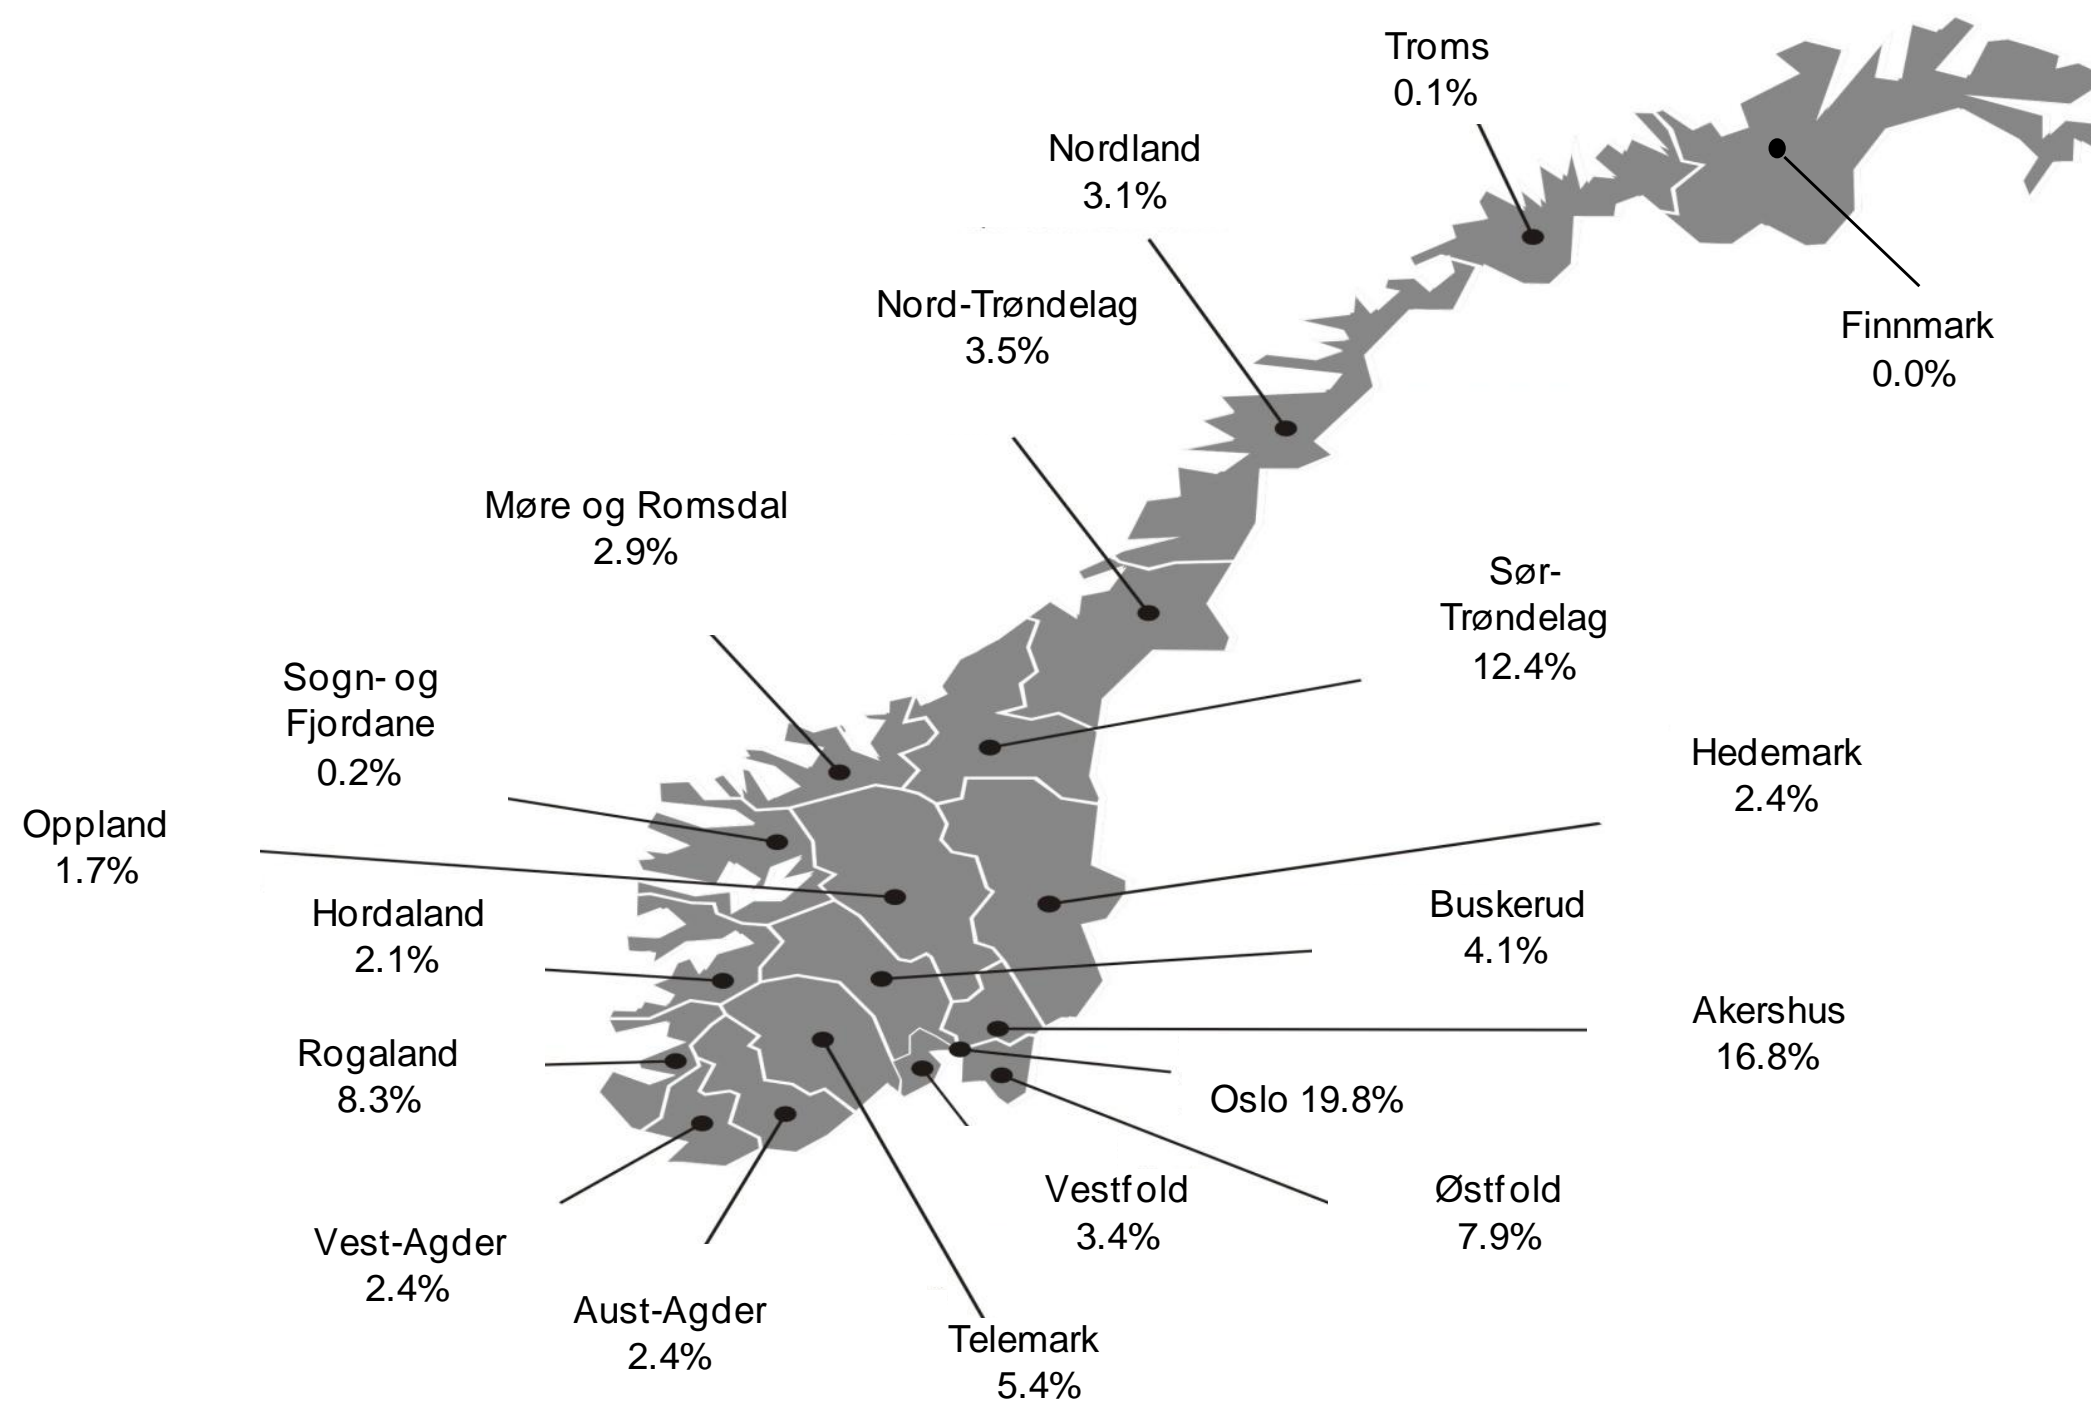 Troms
0.1%
Nordland
3.1%
Nord-Trøndelag
3.5%
Finnmark
0.0%
Møre og Romsdal
2.9%
Sør-
Trøndelag
12.4%
Sogn- og
Fjordane
0.2%
Hedemark
2.4%
Oppland
1.7%
Hordaland
2.1%
Buskerud
4.1%
Akershus
16.8%
Rogaland
8.3%
Oslo 19.8%
Vestfold
3.4%
Østfold
7.9%
Vest-Agder
2.4%
Aust-Agder
2.4%
Telemark
5.4%